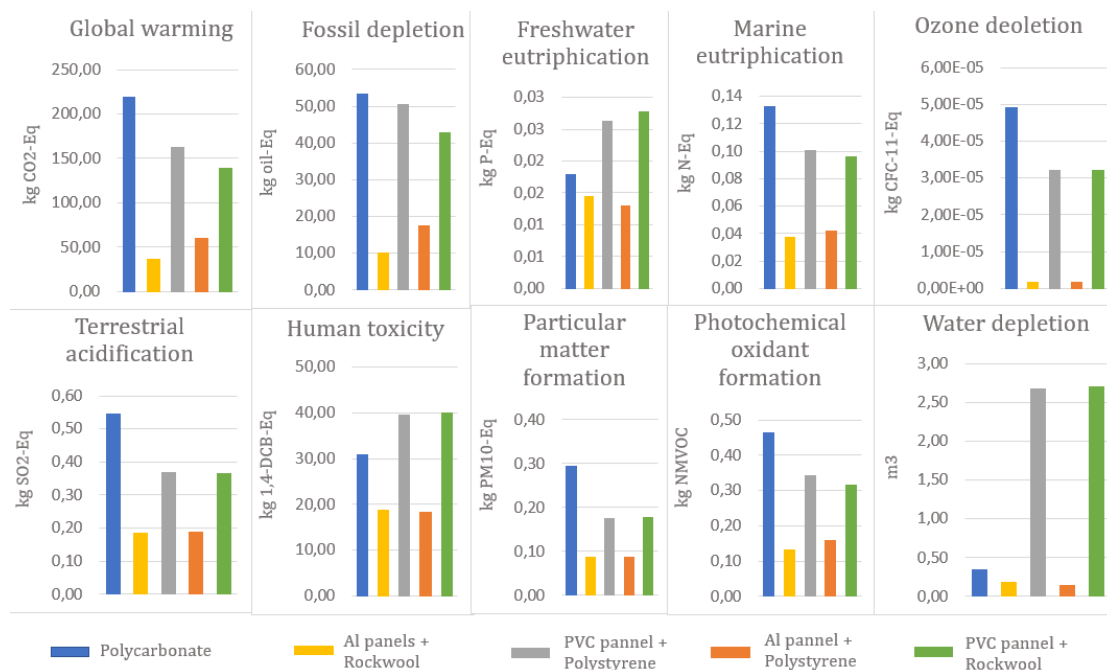 Global warming
kg CO2-Eq
250,00
200,00
150,00
100,00
50,00
0,00
Fossil depletion
kg oil-Eq
60,00
50,00
40,00
30,00
20,00
10,00
0,00
Freshwater
eutriphication
kg P-Eq
0,03
0,03
0,02
0,02
0,01
0,01
0,00
Marine
eutriphication
kg N-Eq
0,14
0,12
0,10
0,08
0,06
0,04
0,02
0,00
Ozone deoletion
kg CFC-11-Eq
6,00E-05
5,00E-05
4,00E-05
3,00E-05
2,00E-05
1,00E-05
0,00E+00
Terrestrial
acidification
kg SO2-Eq
0,60
0,50
0,40
0,30
0,20
0,10
0,00
Human toxicity
kg 1,4-DCB-Eq
50,00
40,00
30,00
20,00
10,00
0,00
Particular
matter
formation
kg PM10-Eq
0,40
0,30
0,20
0,10
0,00
Photochemical
oxidant
formation
kg NMVOC
0,50
0,40
0,30
0,20
0,10
0,00
Water depletion
m3
3,00
2,50
2,00
1,50
1,00
0,50
0,00
Polycarbonate
Al panels +
Rockwool
PVC pannel +
Polystyrene
Al pannel +
Polystyrene
PVC pannel +
Rockwool